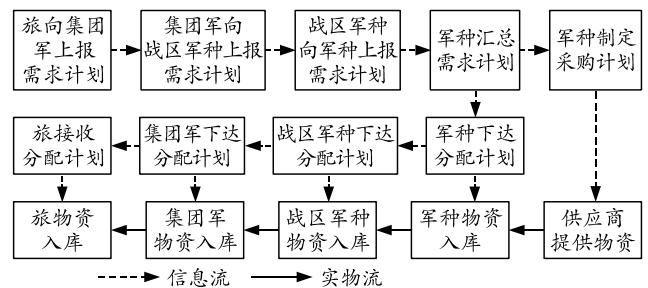 旅向集团
军上报
需求计划
集团军向
战区军种上报
需求计划
战区军种
向军种上报
需求计划
军种汇总
需求计划
军种制定
采购计划
旅接收
分配计划
集团军下达
分配计划
战区军种下达
分配计划
军种下达
分配计划
旅物资
入库
集团军
物资入库
战区军种
物资入库
军种物资
入库
供应商
提供物资
信息流
实物流